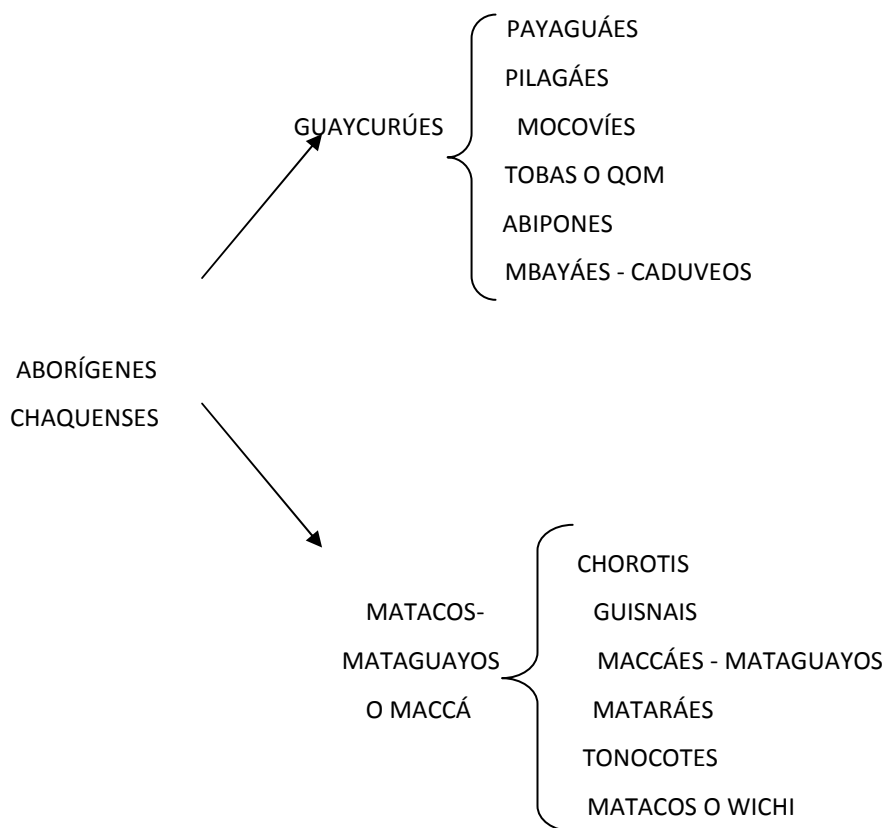 PAYAGUÁES
PILAGÁES
GUAYCURÚES
MOCOVÍES
TOBAS O QOM
ABIPONES
MBAYÁES - CADUVEOS
ABORÍGENES
CHAQUENSES
CHOROTIS
MATACOS-
GUISNAIS
MATAGUAYOS
MACCÁES - MATAGUAYOS
O MACCÁ
MATARÁES
TONOCOTES
MATACOS O WICHI